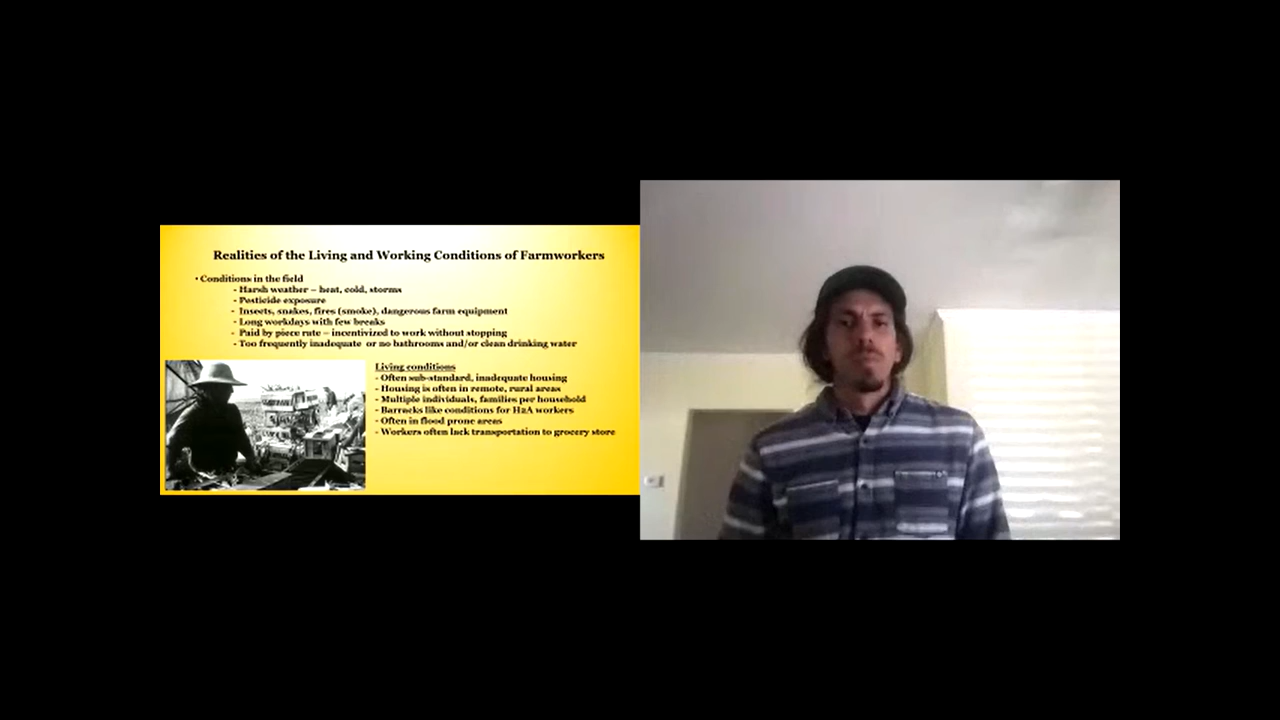 Realities of the Living and Working Conditions of Farmworkers
• Conditions in the field
- Harsh weather – heat, cold, storms
- Pesticide exposure
- Insects, snakes, fires (smoke), dangerous farm equipment
- Long workdays with few breaks
- Paid by piece rate – incentivized to work without stopping
- Too frequently inadequate or no bathrooms and/or clean drinking water
Living conditions
- Often sub-standard, inadequate housing
- Housing is often in remote, rural areas
- Multiple individuals, families per household
- Barracks like conditions for H2A workers
- Often in flood prone areas
- Workers often lack transportation to grocery store